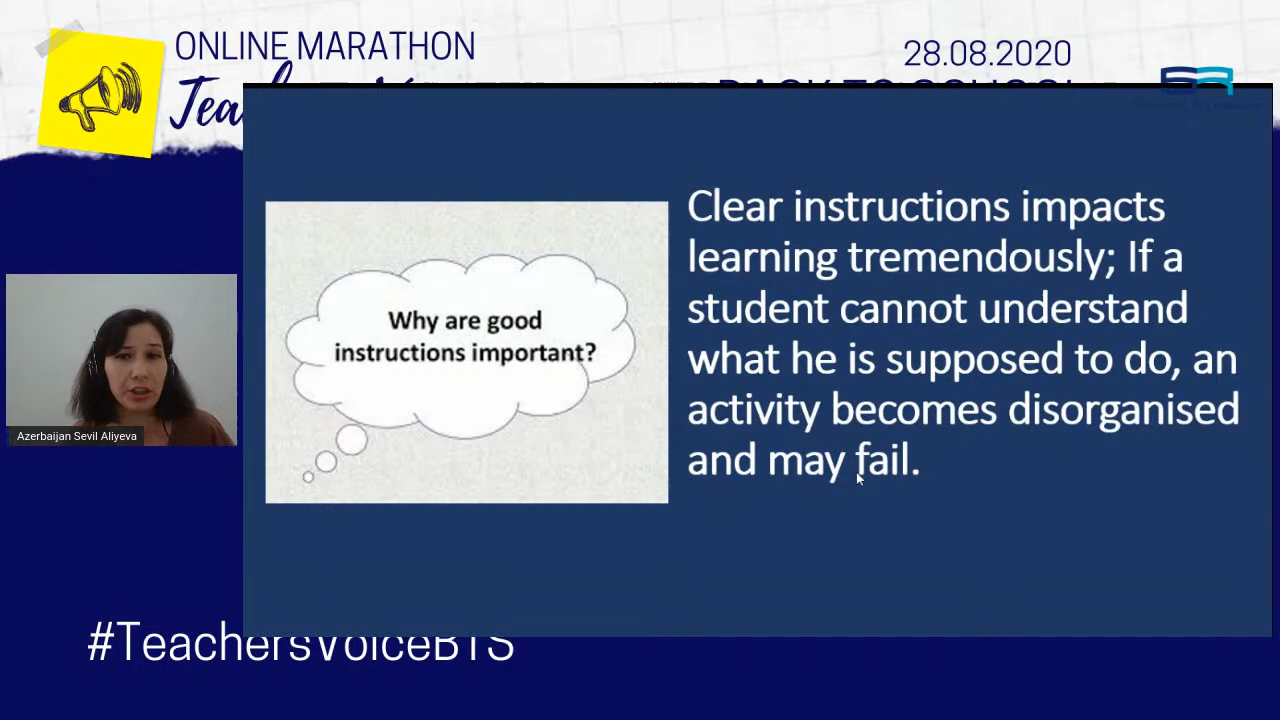 ONLINE MARATHON
28.08.2020
Why are good
instructions important?
Clear instructions impacts
learning tremendously; If a
student cannot understand
what he is supposed to do, an
activity becomes disorganised
and may fail.
Azerbaijan Sevil Aliyeva
#TeachersVoiceBTS